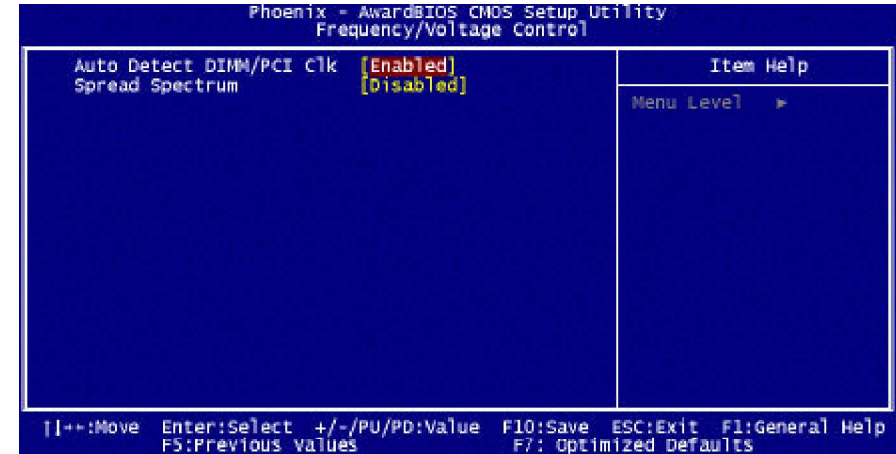 Phoenix - AwardBIOS CMOS Setup Utility
Frequency/Voltage Control
Auto Detect DIMM/PCI Clk [Enabled]
Spread Spectrum [Disabled]
Item Help
Menu Level ►
↑↓→←:Move Enter:Select +/-/PU/PD:Value F10:Save ESC:Exit F1:General Help
F5:Previous Values F7: Optimized Defaults